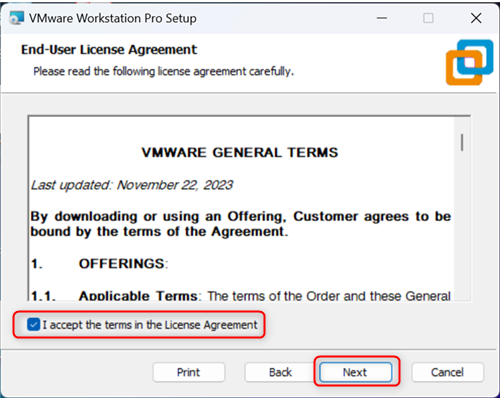 VMware Workstation Pro Setup
End-User License Agreement
Please read the following license agreement carefully.
VMWARE GENERAL TERMS
Last updated: November 22, 2023
By downloading or using an Offering, Customer agrees to be
bound by the terms of the Agreement.
1. OFFERINGS:
1.1. Applicable Terms: The terms of the Order and these General
I accept the terms in the License Agreement
Print Back Next Cancel